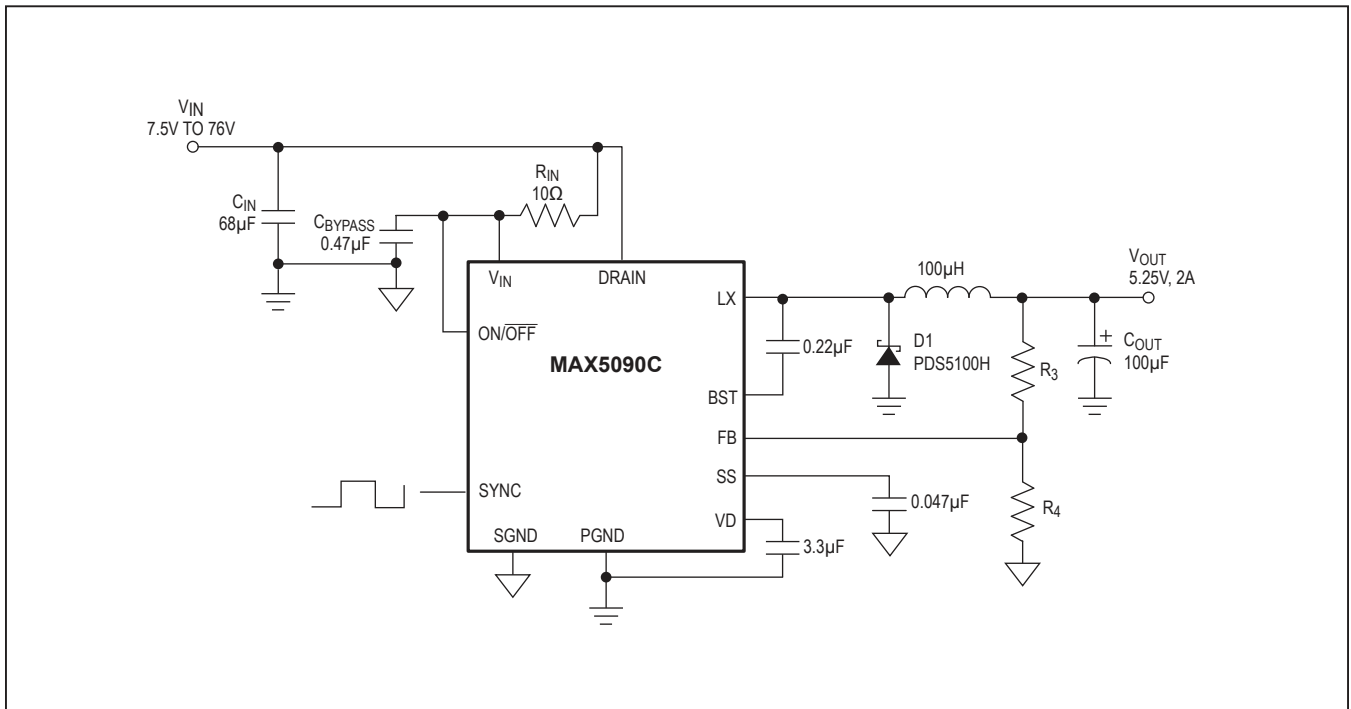 VIN
7.5V TO 76V
RIN
10Ω
CIN
68µF
CBYPASS
0.47µF
VIN
DRAIN
LX
100µH
VOUT
5.25V, 2A
ON/OFF
MAX5090C
0.22µF
D1
PDS5100H
COUT
100µF
+
R3
BST
FB
SS
0.047µF
R4
SYNC
VD
3.3µF
SGND
PGND